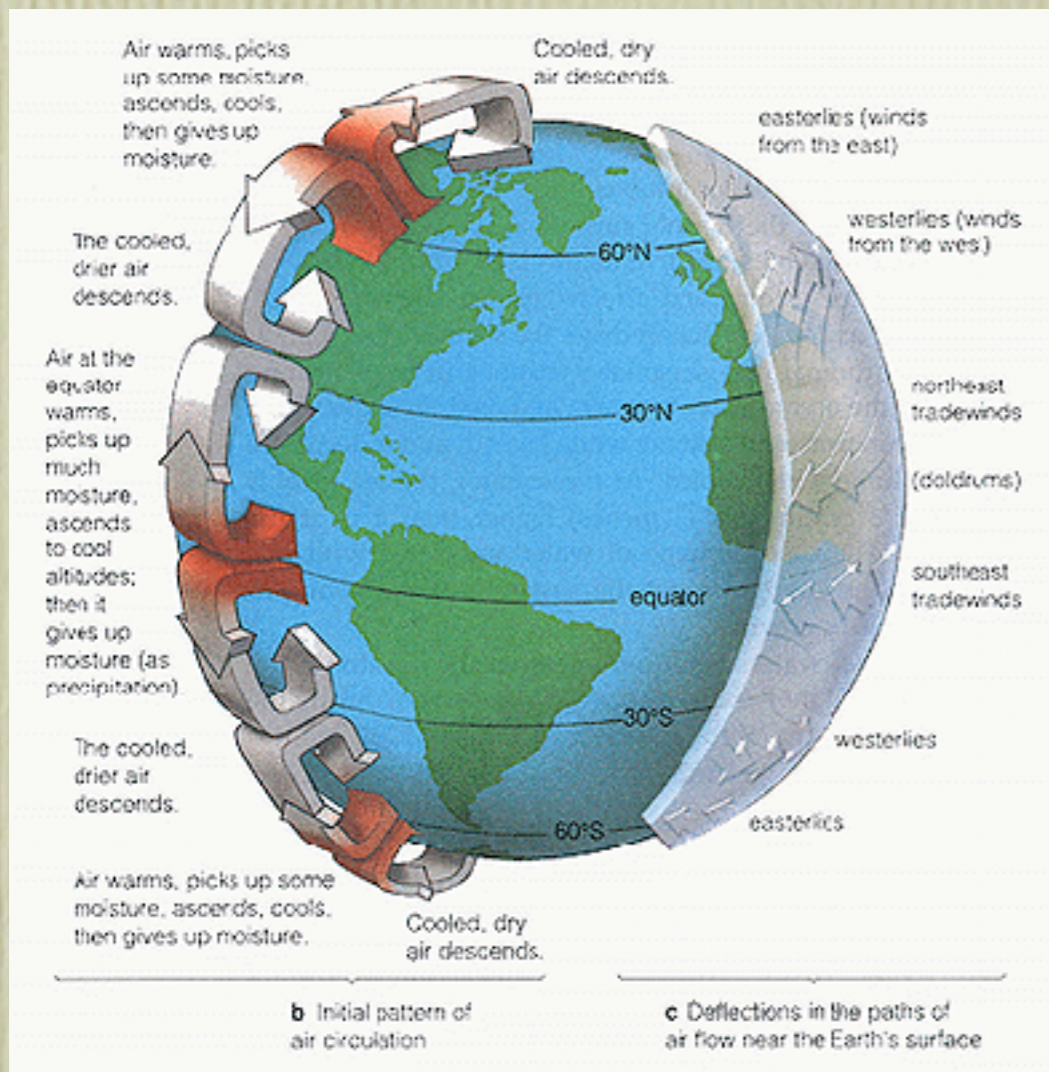 Air warms, picks
up some moisture,
ascends, cools,
then gives up
moisture.
Cooled, dry
air descends.
The cooled,
drier air
descends.
Air at the
equator
warms,
picks up
much
moisture,
ascends
to cool
altitudes;
then it
gives up
moisture (as
precipitation).
The cooled,
drier air
descends.
Air warms, picks up some
moisture, ascends, cools,
then gives up moisture.
Cooled, dry
air descends.
60°N
30°N
equator
30°S
60°S
easterlies (winds
from the east)
westerlies (winds
from the wes.)
northeast
tradewinds
(doldrums)
southeast
tradewinds
westerlies
easterlies
b Initial pattern of
air circulation
c Deflections in the paths of
air flow near the Earth's surface